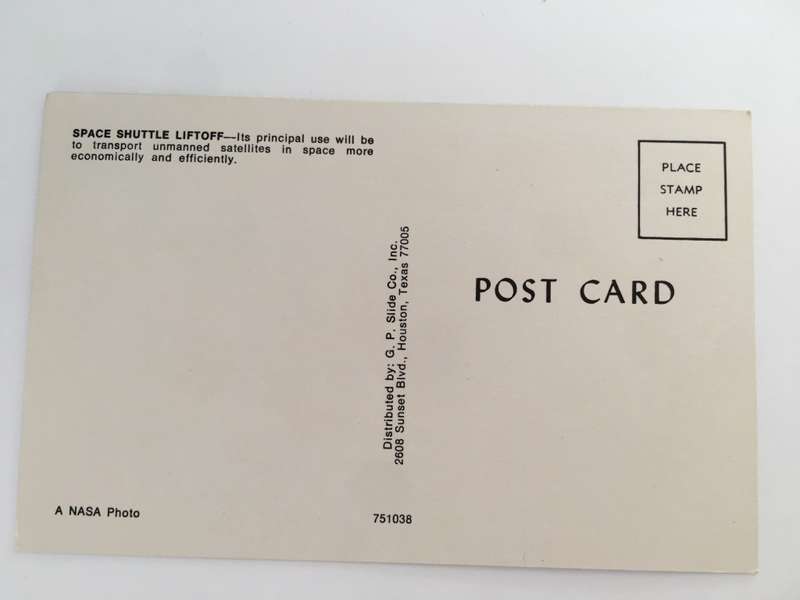 SPACE SHUTTLE LIFTOFF—Its principal use will be
to transport unmanned satellites in space more
economically and efficiently.
PLACE
STAMP
HERE
POST CARD
Distributed by: G. P. Slide Co., Inc.
2608 Sunset Blvd., Houston, Texas 77005
A NASA Photo
751038